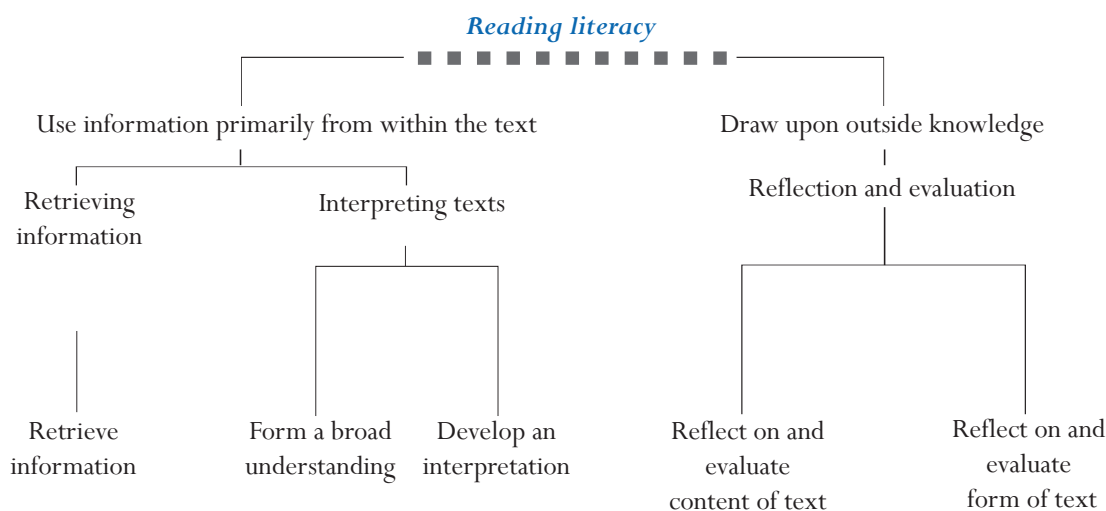 Reading literacy
Use information primarily from within the text
Draw upon outside knowledge
Retrieving
information
Interpreting texts
Reflection and evaluation
Retrieve
information
Form a broad
understanding
Develop an
interpretation
Reflect on and
evaluate
content of text
Reflect on and
evaluate
form of text